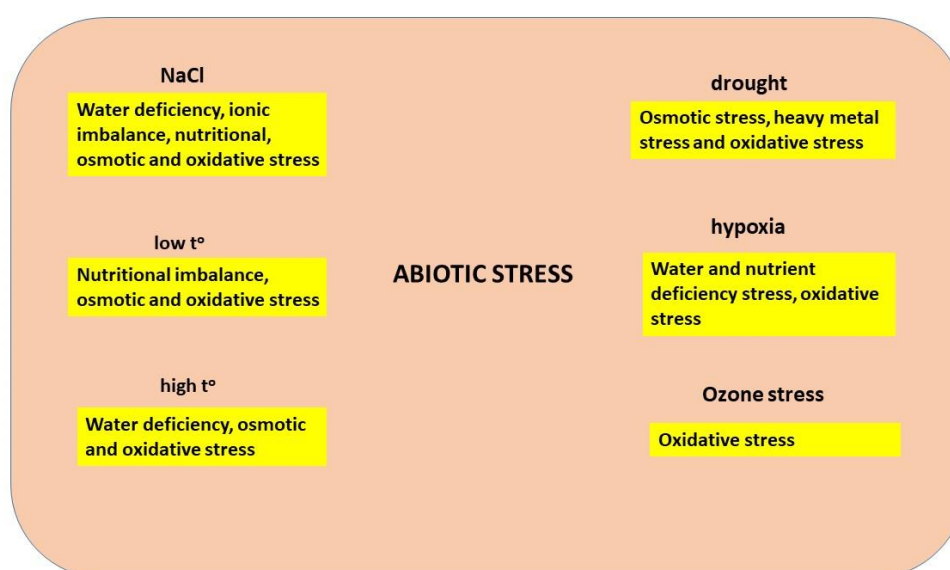 NaCl
Water deficiency, ionic
imbalance, nutritional,
osmotic and oxidative stress
low tº
Nutritional imbalance,
osmotic and oxidative stress
high tº
Water deficiency, osmotic
and oxidative stress
ABIOTIC STRESS
drought
Osmotic stress, heavy metal
stress and oxidative stress
hypoxia
Water and nutrient
deficiency stress, oxidative
stress
Ozone stress
Oxidative stress